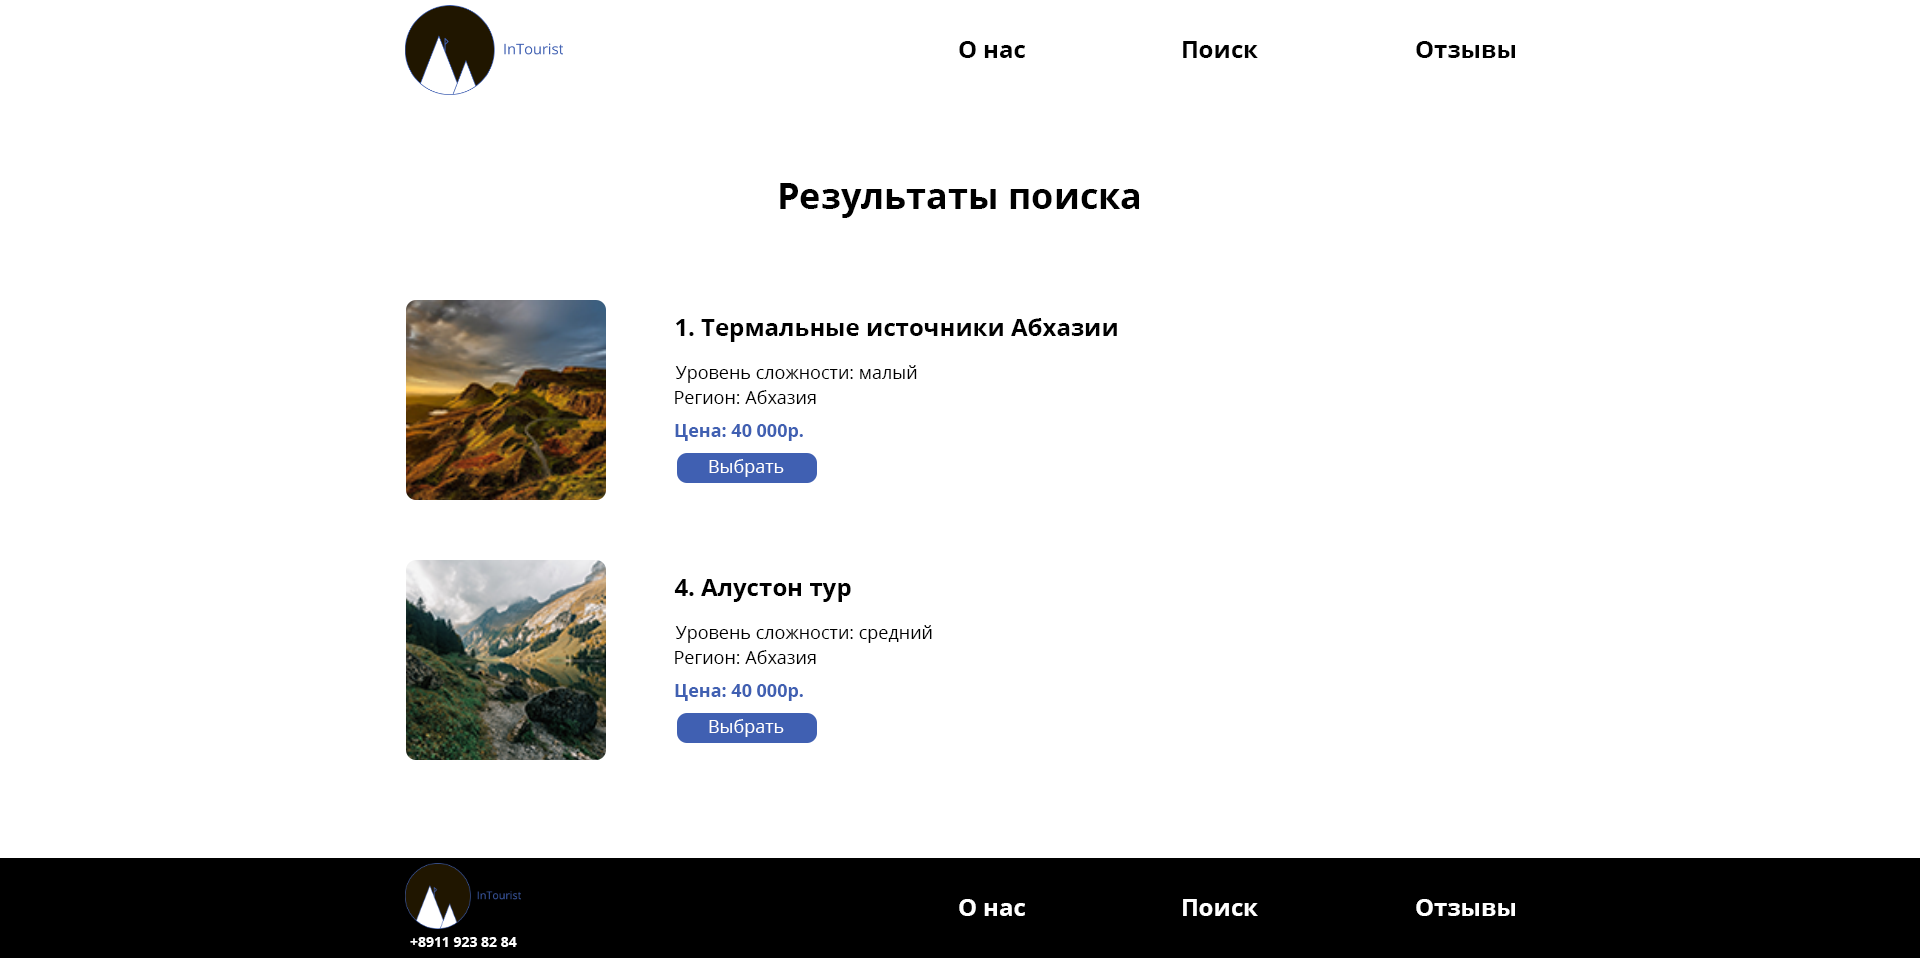 InTourist
О нас
Поиск
Отзывы
Результаты поиска
1. Термальные источники Абхазии
Уровень сложности: малый
Регион: Абхазия
Цена: 40 000р.
Выбрать
4. Алустон тур
Уровень сложности: средний
Регион: Абхазия
Цена: 40 000р.
Выбрать
InTourist
+8911 923 82 84
О нас
Поиск
Отзывы